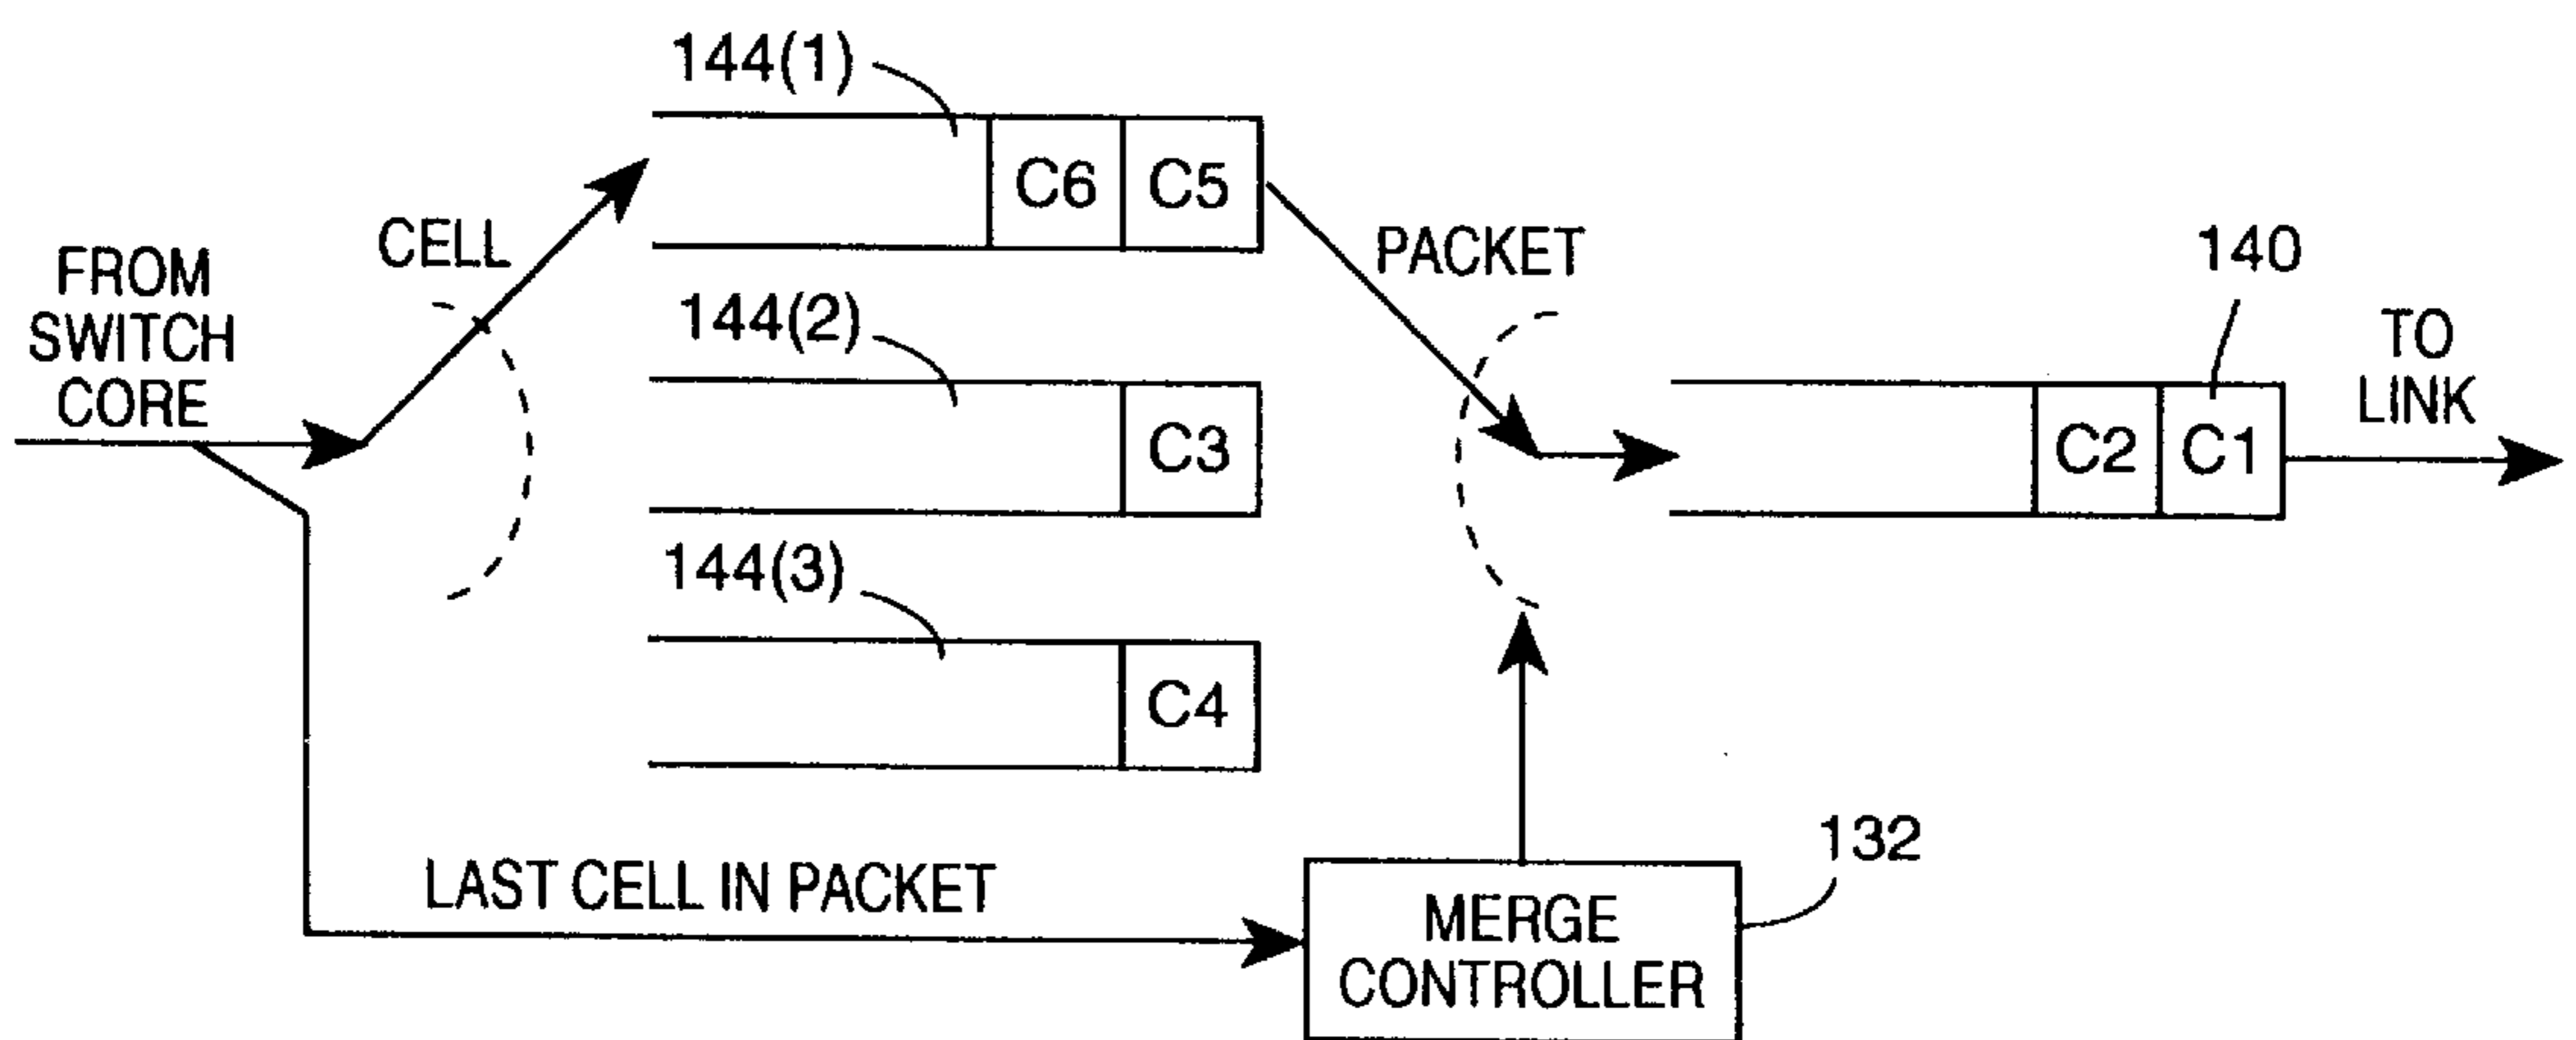 144(1)
C6 C5
CELL
FROM
SWITCH
CORE
PACKET
144(2)
C3
140
TO
LINK
C2 C1
144(3)
C4
LAST CELL IN PACKET
132
MERGE
CONTROLLER